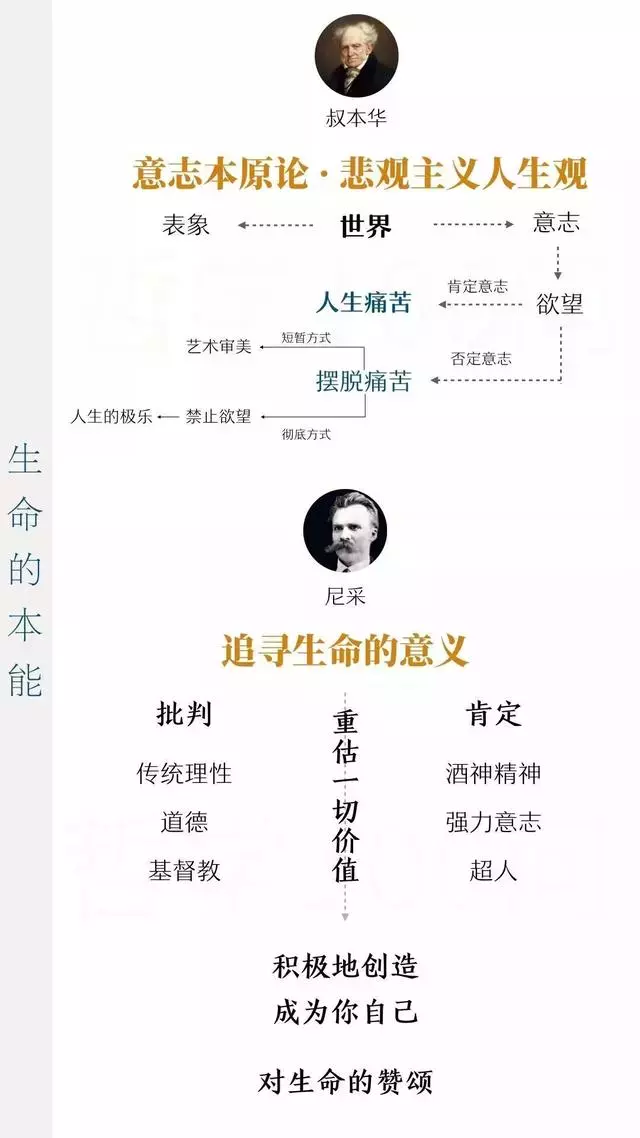 叔本华
意志本原论·悲观主义人生观
表象
世界
意志
人生痛苦
肯定意志
欲望
艺术审美
短暂方式
摆脱痛苦
否定意志
人生的极乐
禁止欲望
彻底方式
生命的本能
尼采
追寻生命的意义
批判
重估一切价值
肯定
传统理性
酒神精神
道德
强力意志
基督教
超人
积极地创造
成为你自己
对生命的赞颂